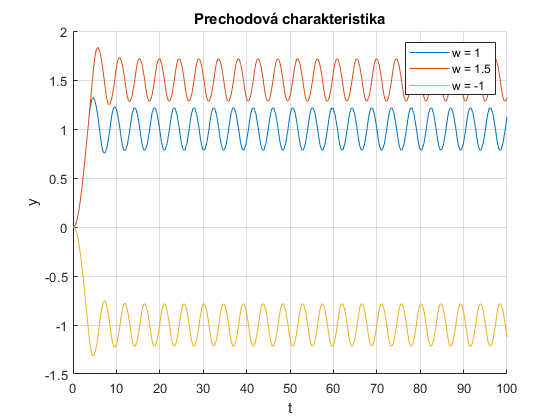 Prechodová charakteristika
w = 1
w = 1.5
w = -1
2
1.5
1
0.5
0
-0.5
-1
-1.5
y
0 10 20 30 40 50 60 70 80 90 100
t